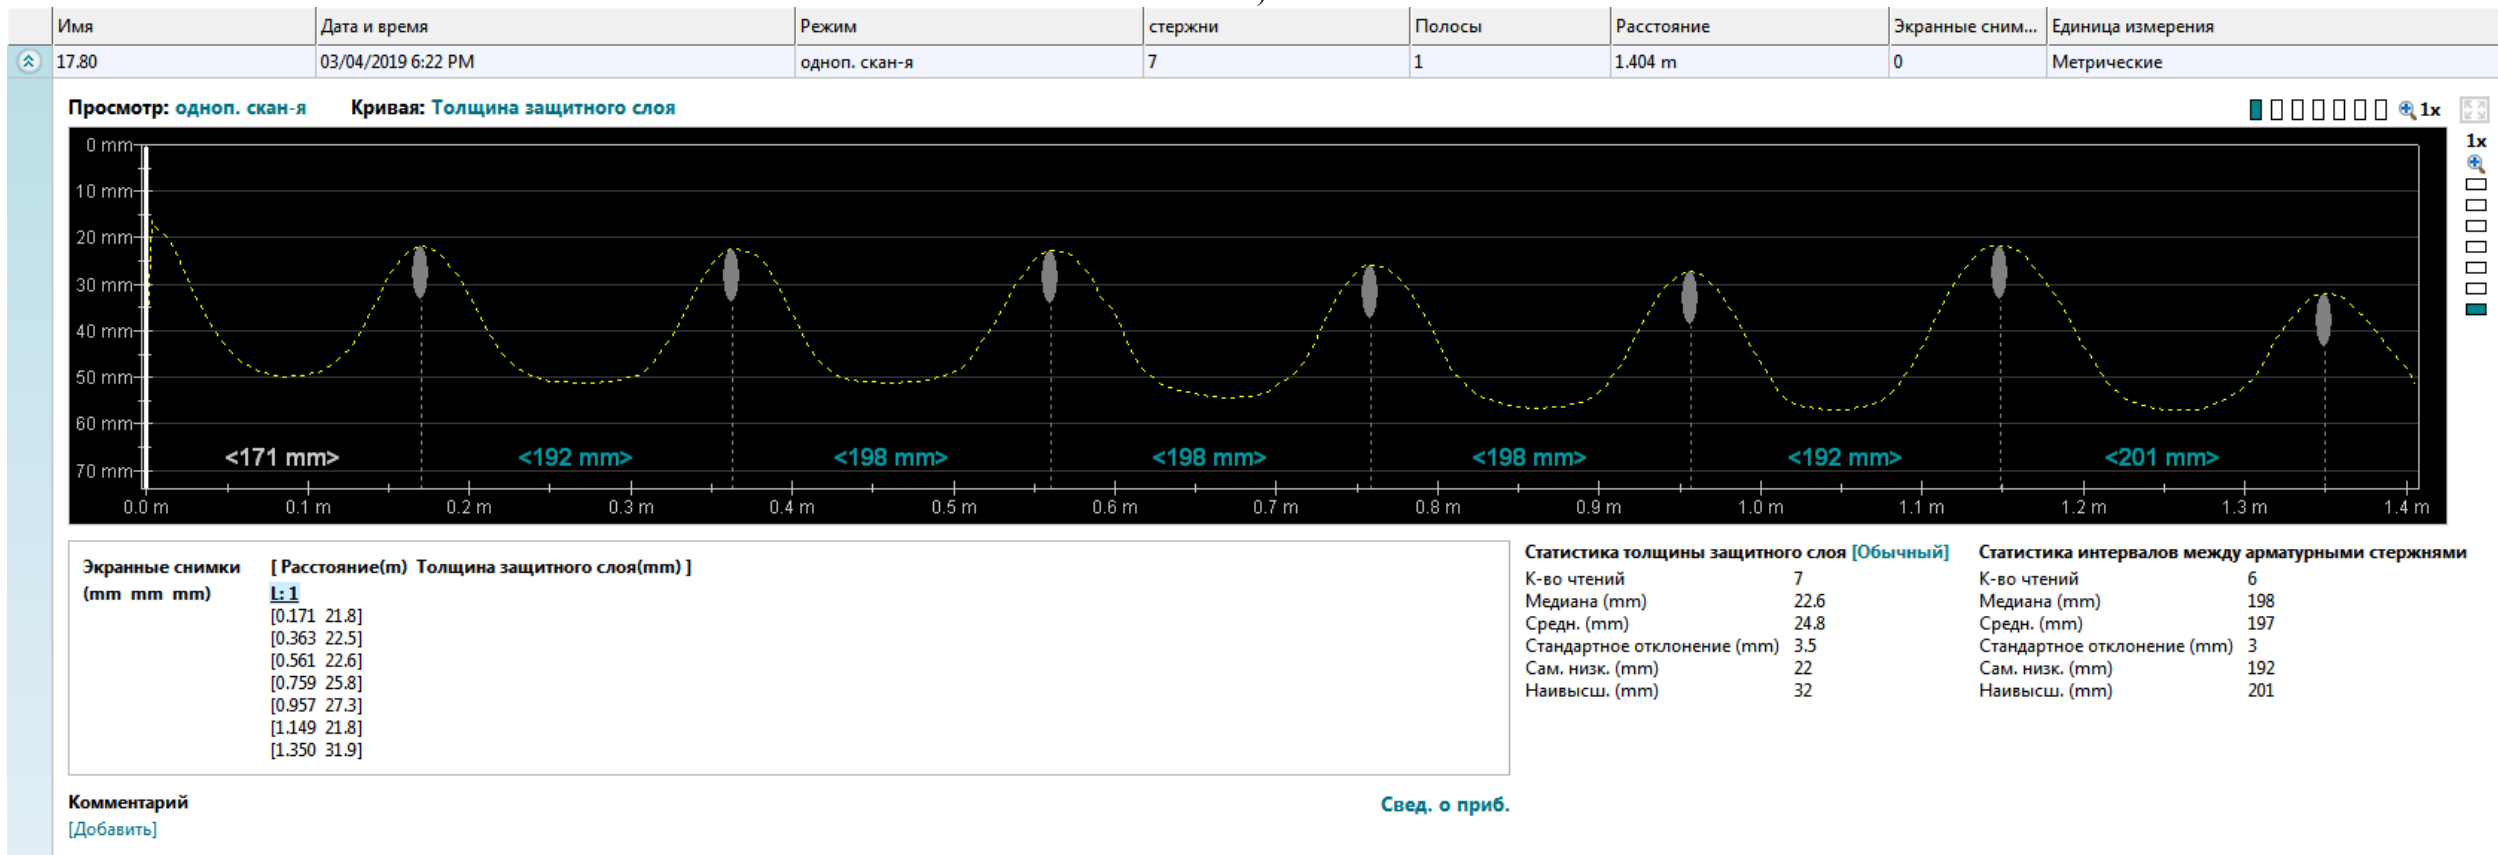 )
Имя Дата и время Режим стержни Полосы Расстояние Экранные сним... Единица измерения
17.80 03/04/2019 6:22 PM одноп. скан-я 7 1 1.404 m 0 Метрические
Просмотр: одноп. скан-я Кривая: Толщина защитного слоя 1x
1x
0 mm
10 mm
20 mm
30 mm
40 mm
50 mm
60 mm
70 mm
<171 mm> <192 mm> <198 mm> <198 mm> <198 mm> <192 mm> <201 mm>
0.0 m 0.1 m 0.2 m 0.3 m 0.4 m 0.5 m 0.6 m 0.7 m 0.8 m 0.9 m 1.0 m 1.1 m 1.2 m 1.3 m 1.4 m
Экранные снимки [ Расстояние(m) Толщина защитного слоя(mm) ]
(mm mm mm) L: 1
[0.171 21.8]
[0.363 22.5]
[0.561 22.6]
[0.759 25.8]
[0.957 27.3]
[1.149 21.8]
[1.350 31.9]
Статистика толщины защитного слоя [Обычный]
К-во чтений 7
Медиана (mm) 22.6
Средн. (mm) 24.8
Стандартное отклонение (mm) 3.5
Сам. низк. (mm) 22
Наивысш. (mm) 32
Статистика интервалов между арматурными стержнями
К-во чтений 6
Медиана (mm) 198
Средн. (mm) 197
Стандартное отклонение (mm) 3
Сам. низк. (mm) 192
Наивысш. (mm) 201
Комментарий Свед. о приб.
[Добавить]